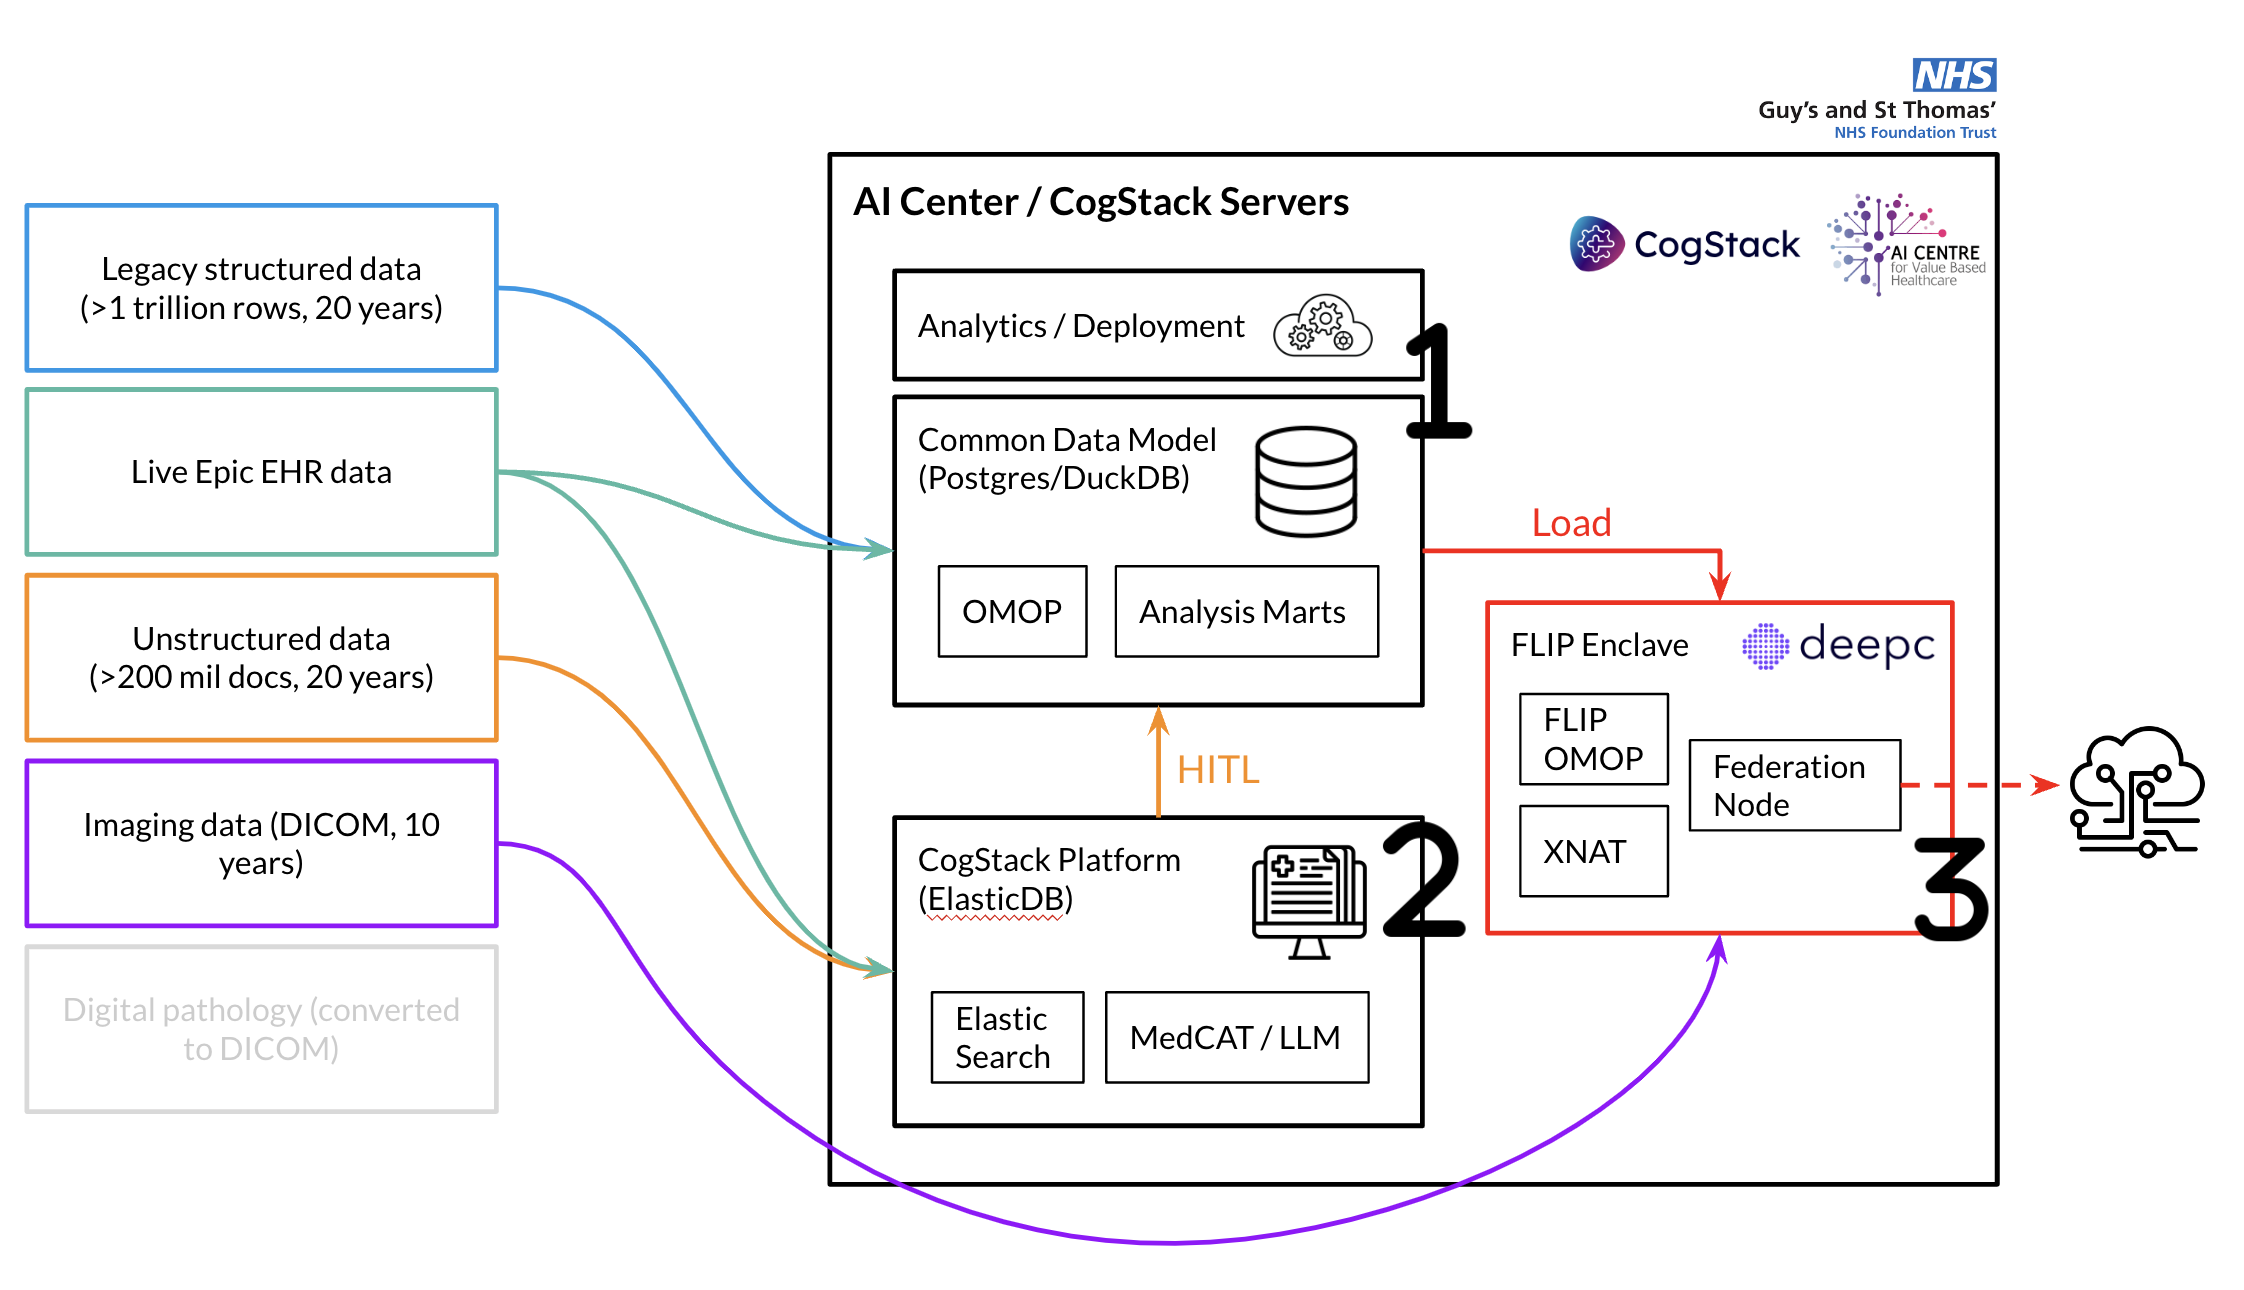 NHS
Guy's and St Thomas'
NHS Foundation Trust
Legacy structured data
(>1 trillion rows, 20 years)
Live Epic EHR data
Unstructured data
(>200 mil docs, 20 years)
Imaging data (DICOM, 10
years)
Digital pathology (converted
to DICOM)
AI Center / CogStack Servers
CogStack
AI CENTRE
for Value Based
Healthcare
Analytics / Deployment
1
Common Data Model
(Postgres/DuckDB)
OMOP
Analysis Marts
Load
HITL
CogStack Platform
(ElasticDB)
2
Elastic
Search
MedCAT / LLM
FLIP Enclave
deepc
FLIP
OMOP
Federation
Node
XNAT
3